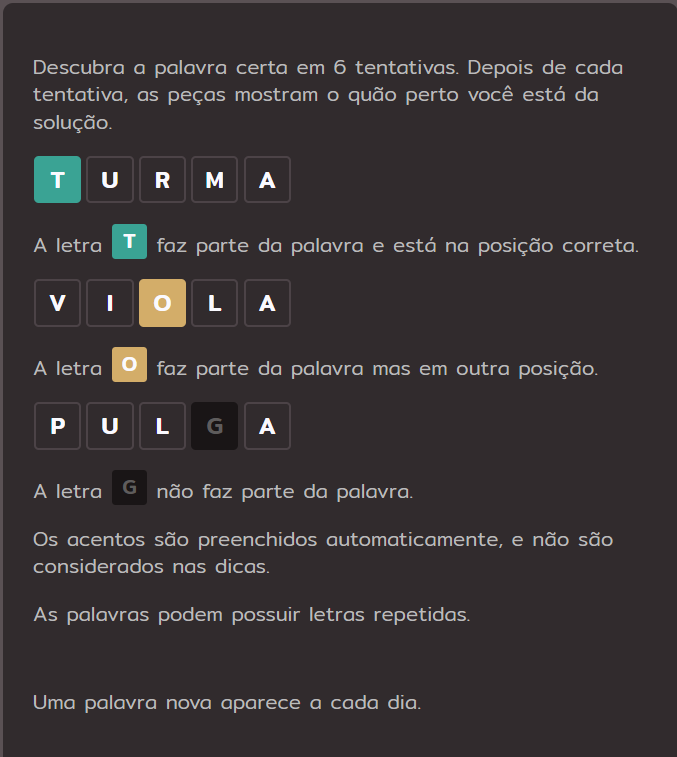 Descubra a palavra certa em 6 tentativas. Depois de cada
tentativa, as peças mostram o quão perto você está da
solução.
T U R M A
A letra T faz parte da palavra e está na posição correta.
V I O L A
A letra O faz parte da palavra mas em outra posição.
P U L G A
A letra G não faz parte da palavra.
Os acentos são preenchidos automaticamente, e não são
considerados nas dicas.
As palavras podem possuir letras repetidas.
Uma palavra nova aparece a cada dia.